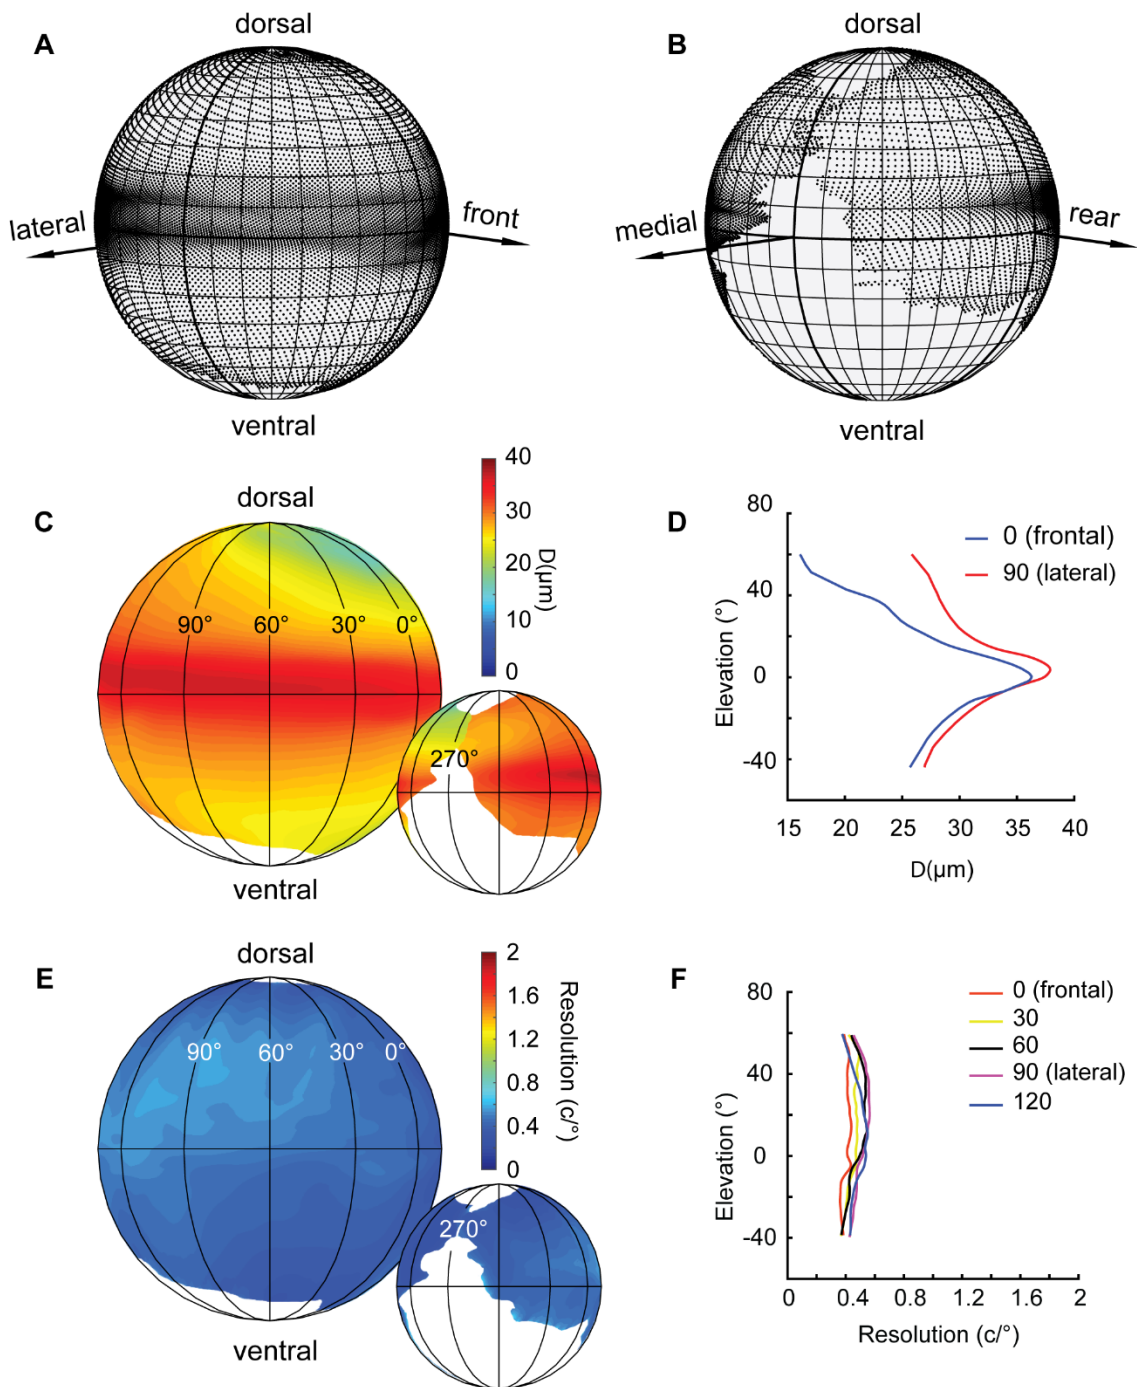 A
dorsal
lateral
front
ventral
B
dorsal
medial
rear
ventral
C
dorsal
90°
60°
30°
0°
270°
ventral
40
30
20
10
0
D(µm)
D
80
40
0
-40
Elevation (°)
0 (frontal)
90 (lateral)
15
20
25
30
35
40
D(µm)
E
dorsal
90°
60°
30°
0°
270°
ventral
2
1.6
1.2
0.8
0.4
0
Resolution (c/°)
F
80
40
0
-40
Elevation (°)
0 (frontal)
30
60
90 (lateral)
120
0
0.4
0.8
1.2
1.6
2
Resolution (c/°)